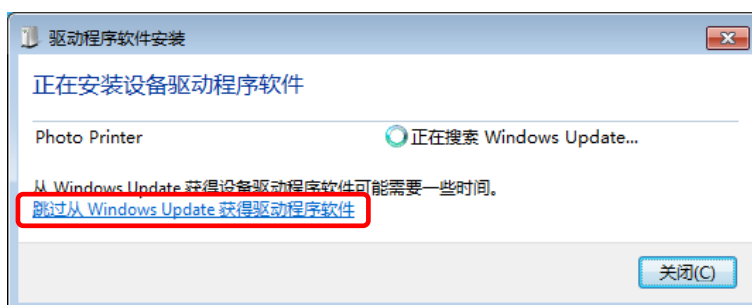 驱动程序软件安装
正在安装设备驱动程序软件
Photo Printer 正在搜索 Windows Update...
从 Windows Update 获得设备驱动程序软件可能需要一些时间。
跳过从 Windows Update 获得驱动程序软件
关闭(C)